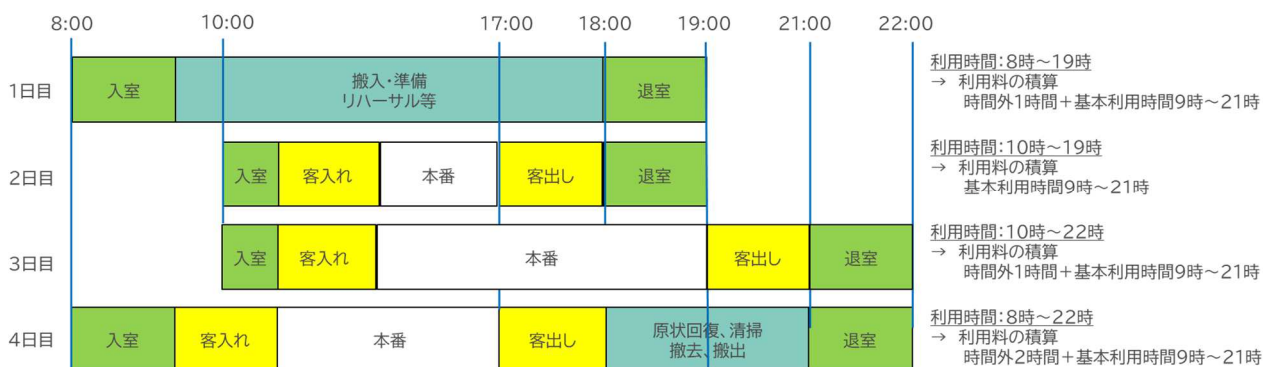 8:00 10:00 17:00 18:00 19:00 21:00 22:00
1日目
入室
搬入・準備
リハーサル等
退室
利用時間:8時～19時
→ 利用料の積算
時間外1時間+基本利用時間9時～21時
2日目
入室
客入れ
本番
客出し
退室
利用時間:10時～19時
→ 利用料の積算
基本利用時間9時～21時
3日目
入室
客入れ
本番
客出し
退室
利用時間:10時～22時
→ 利用料の積算
時間外1時間+基本利用時間9時～21時
4日目
入室
客入れ
本番
客出し
原状回復、清掃
撤去、搬出
退室
利用時間:8時～22時
→ 利用料の積算
時間外2時間+基本利用時間9時～21時